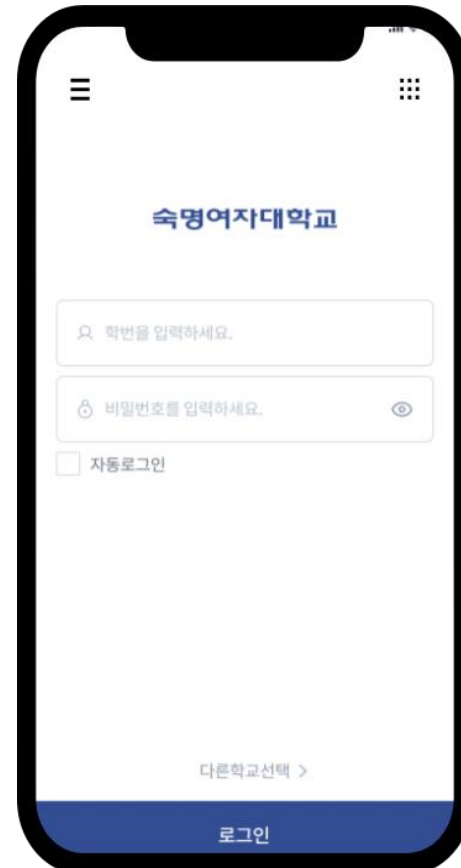 숙명여자대학교
학번을 입력하세요.
비밀번호를 입력하세요.
자동로그인
다른학교선택 >
로그인